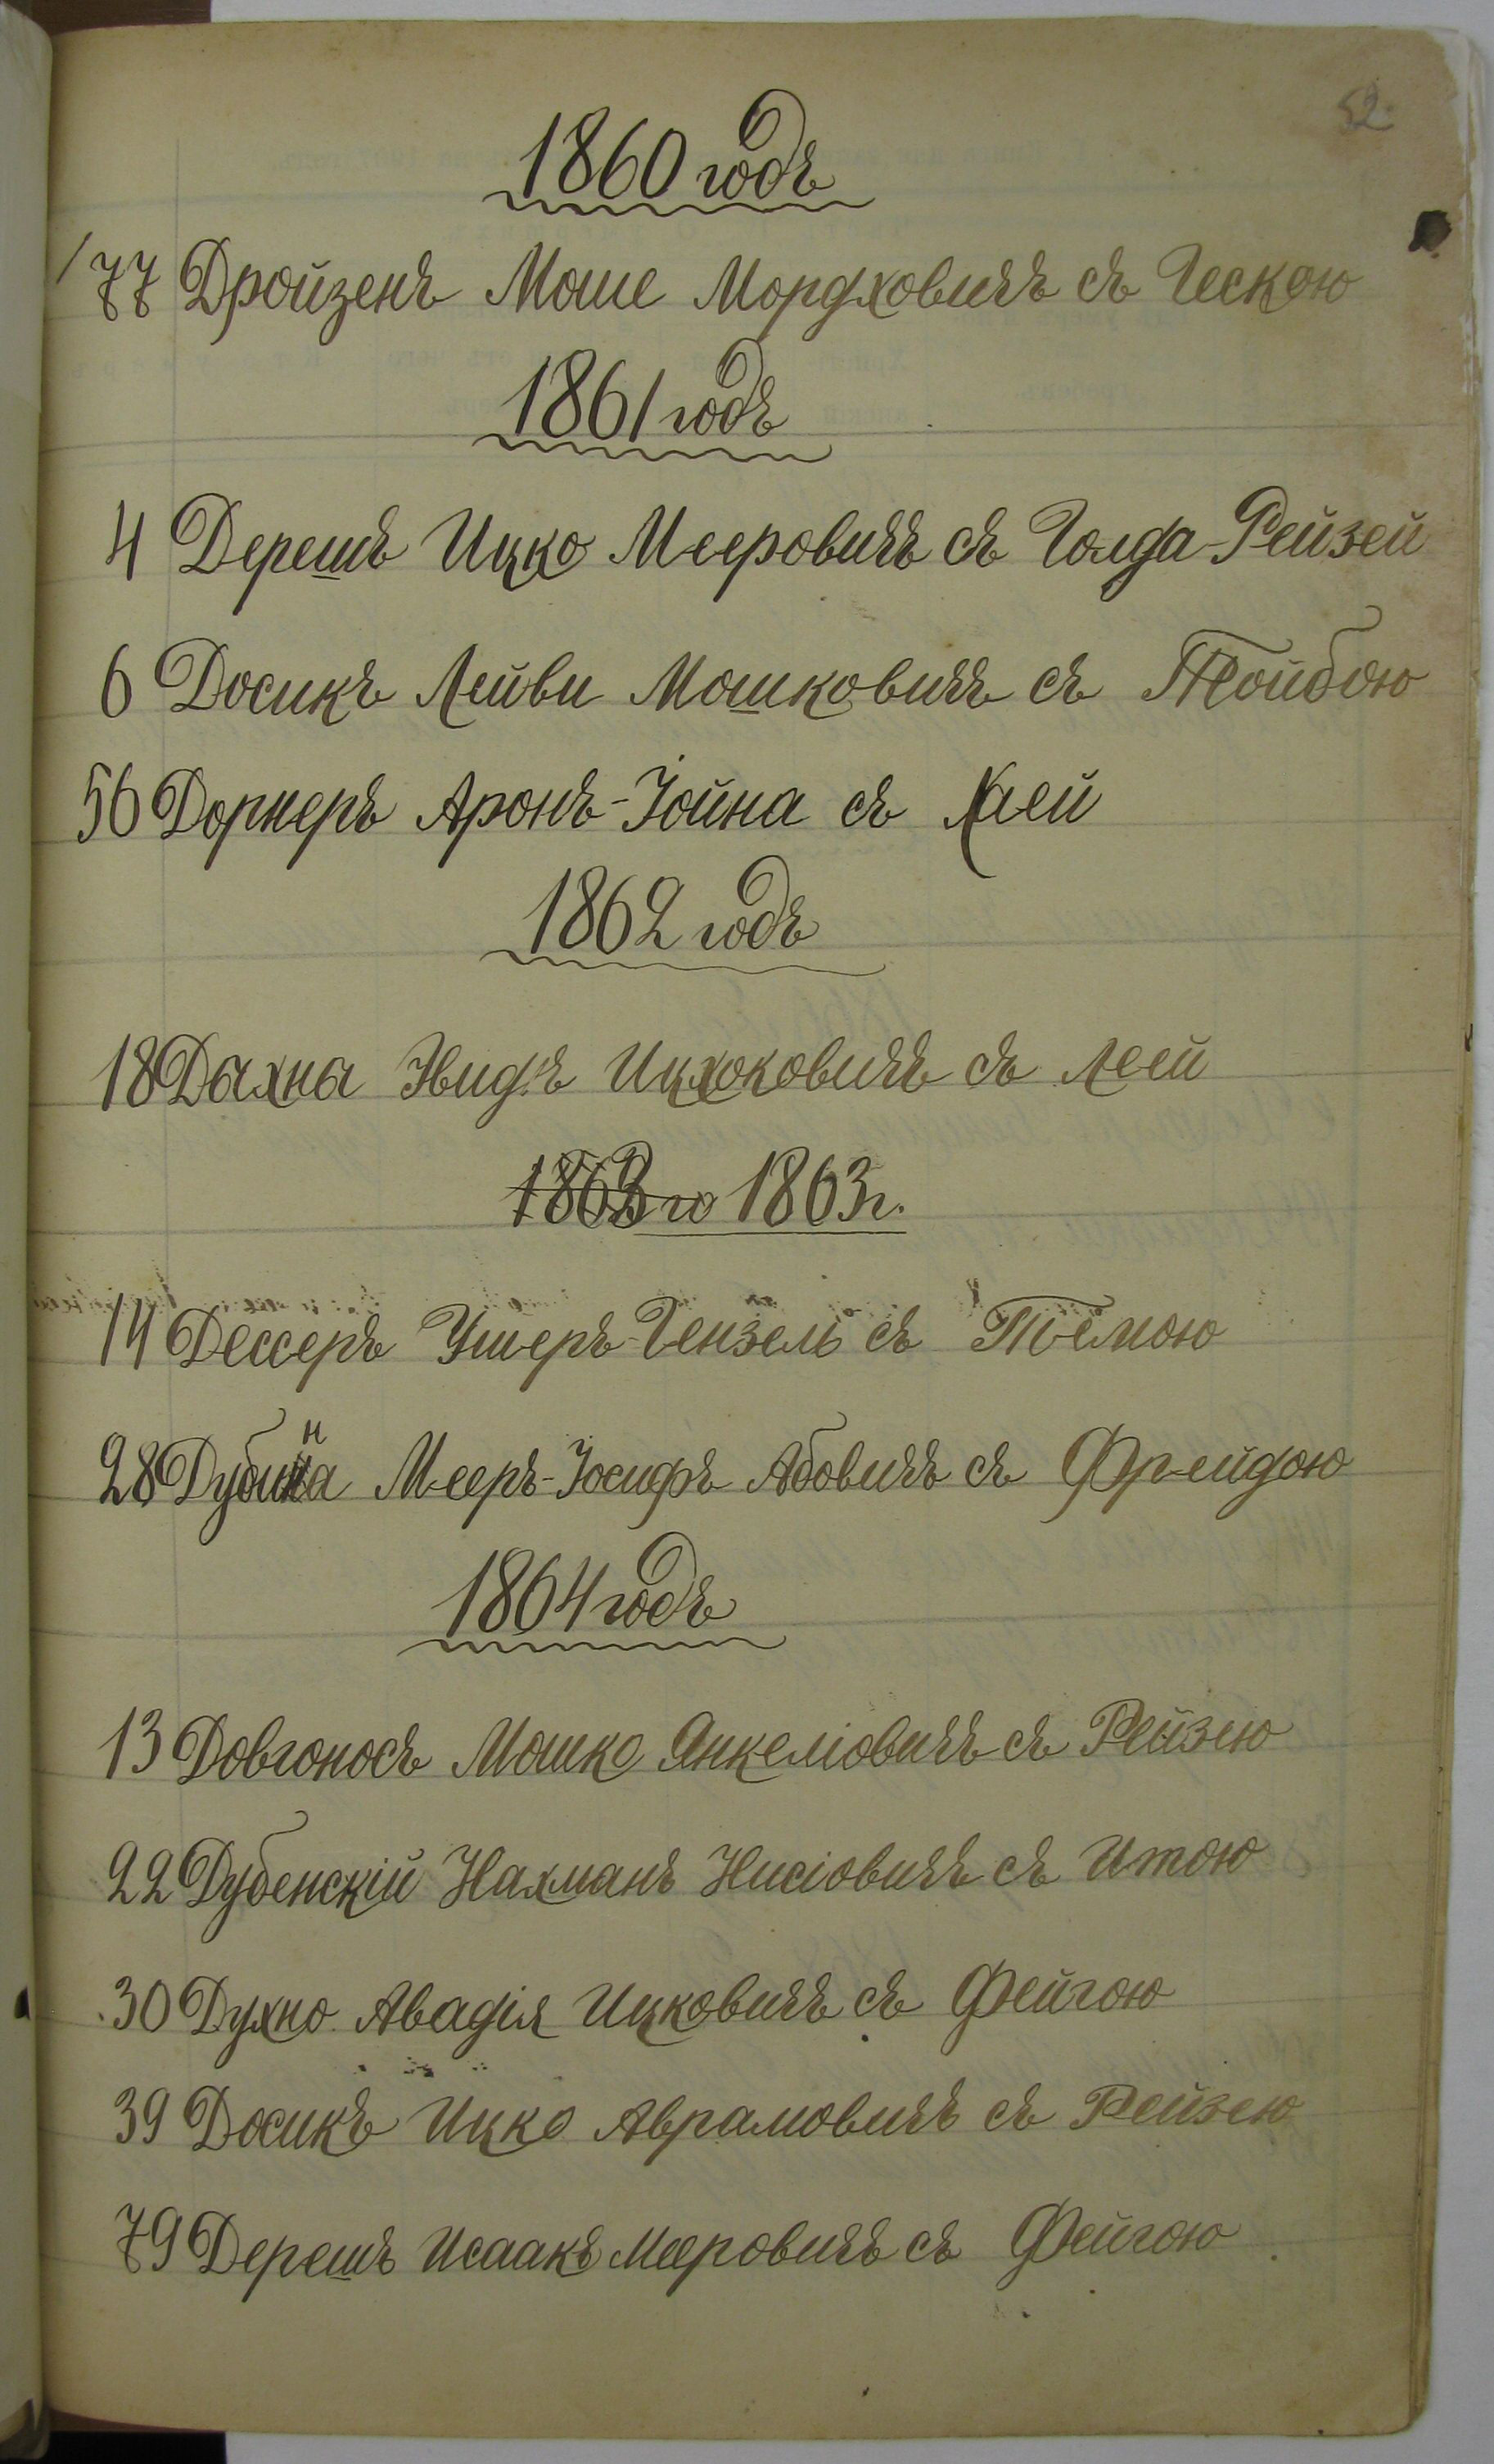 52
1860 годъ
77 Дройзенъ Моше Мордховичъ съ Ческою
1861 годъ
4 Дерешъ Ицко Мееровичъ съ Голда-Рейзей
6 Досикъ Лейви Мошковичъ съ Тойбою
56 Дорнеръ Аронъ-Іойна съ Хаей
1862 годъ
18 Дахна Ицхоковичъ съ Леей
1863 го 1863 г.
14 Дессеръ Ушеръ-Гензель съ Темою
28 Дубина Мееръ-Іосифъ Абовичъ съ Фрейдою
1864 годъ
13 Довгоносъ Мошко Янкеліовичъ съ Рейзею
22 Дубенскій Нахманъ Нисіовичъ съ Итою
30 Духно Авадія Ицковичъ съ Фейгою
39 Досикъ Ицко Аврамовичъ съ Рейзею
79 Дерешъ Исаакъ Мееровичъ съ Фейгою